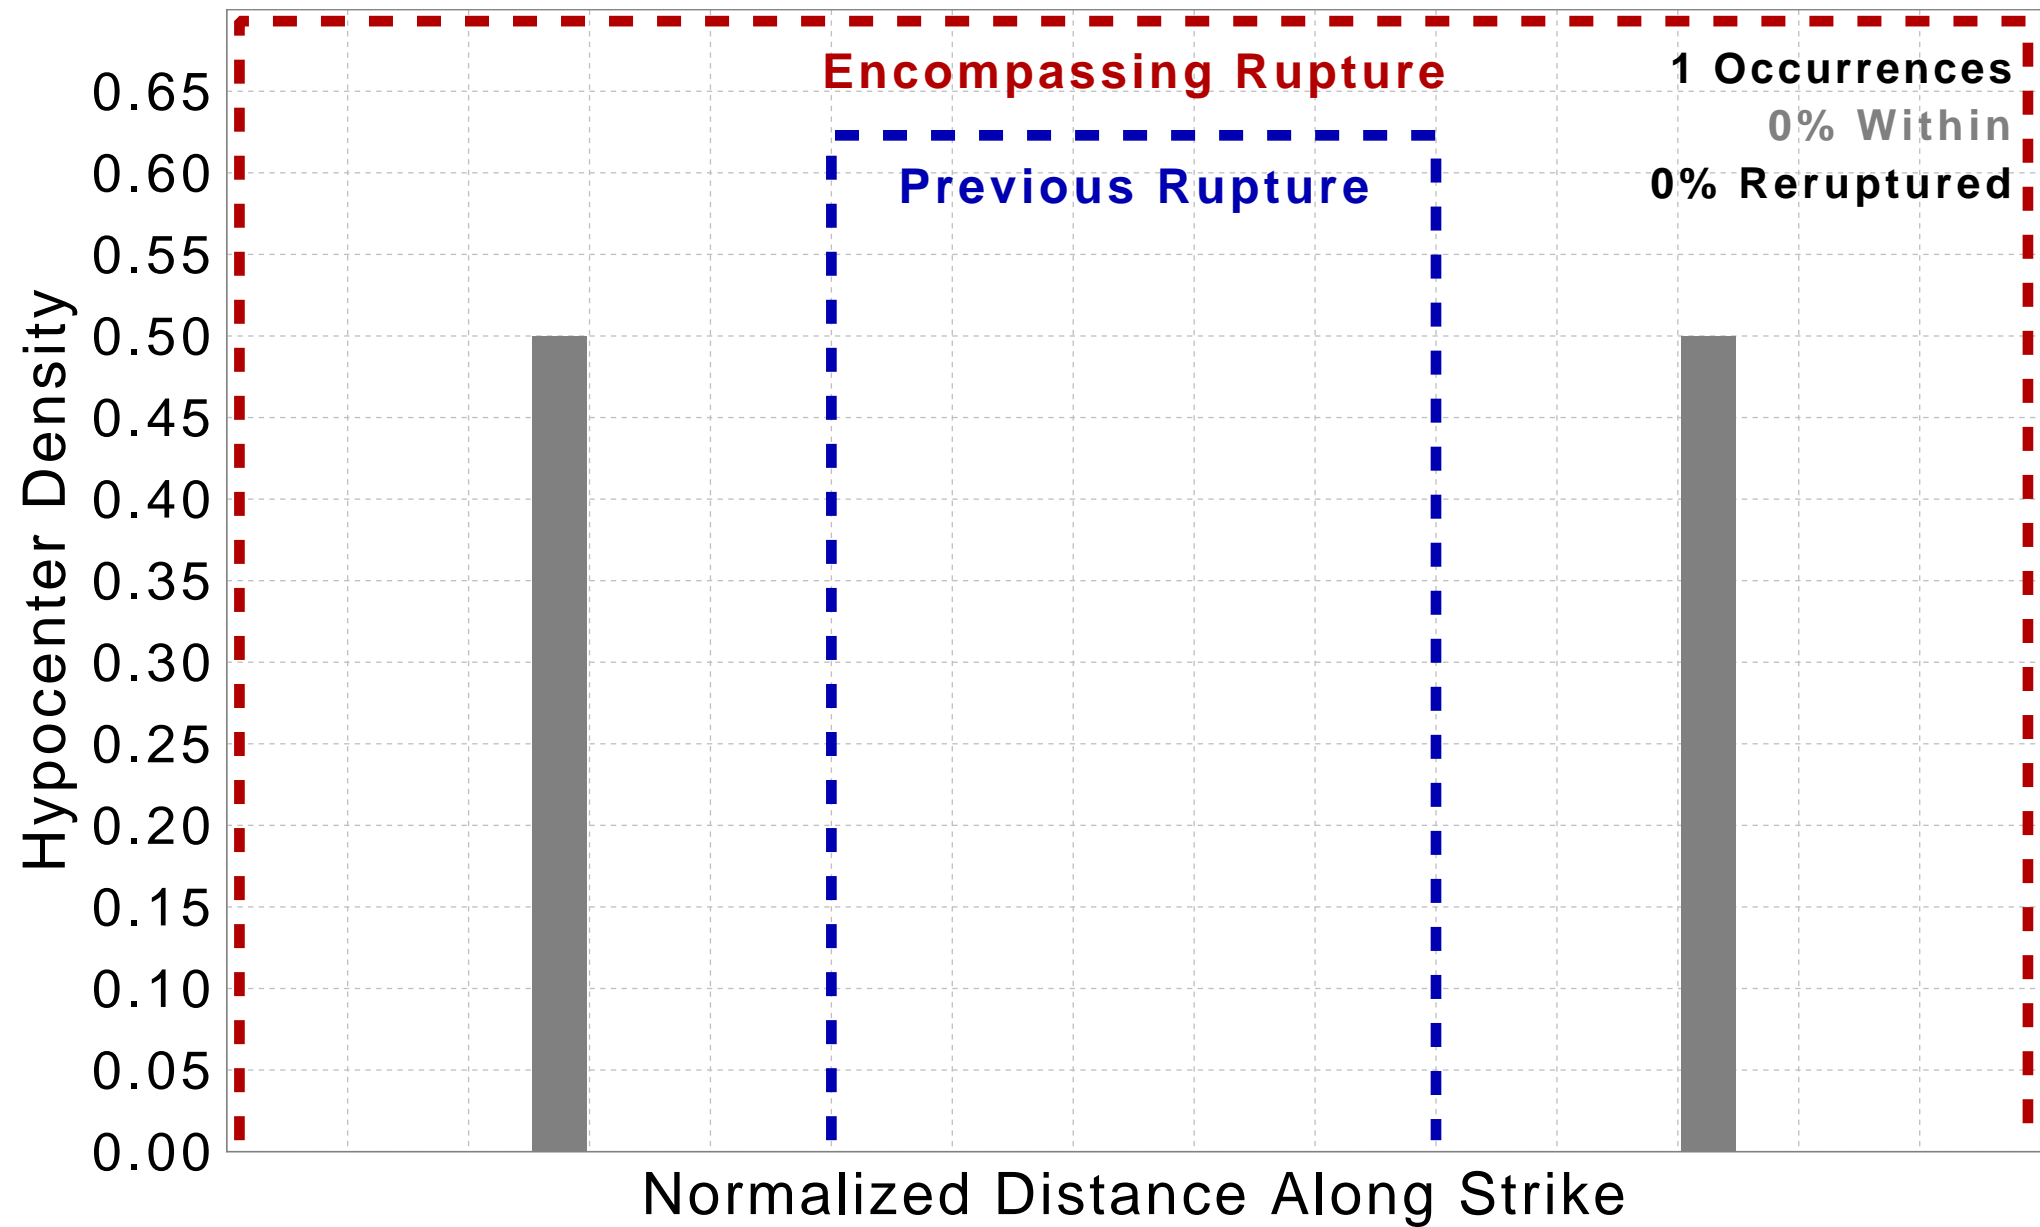 Encompassing Rupture
1 Occurrences
0% Within
Previous Rupture
0% Reruptured
Hypocenter Density
0.65
0.60
0.55
0.50
0.45
0.40
0.35
0.30
0.25
0.20
0.15
0.10
0.05
0.00
Normalized Distance Along Strike